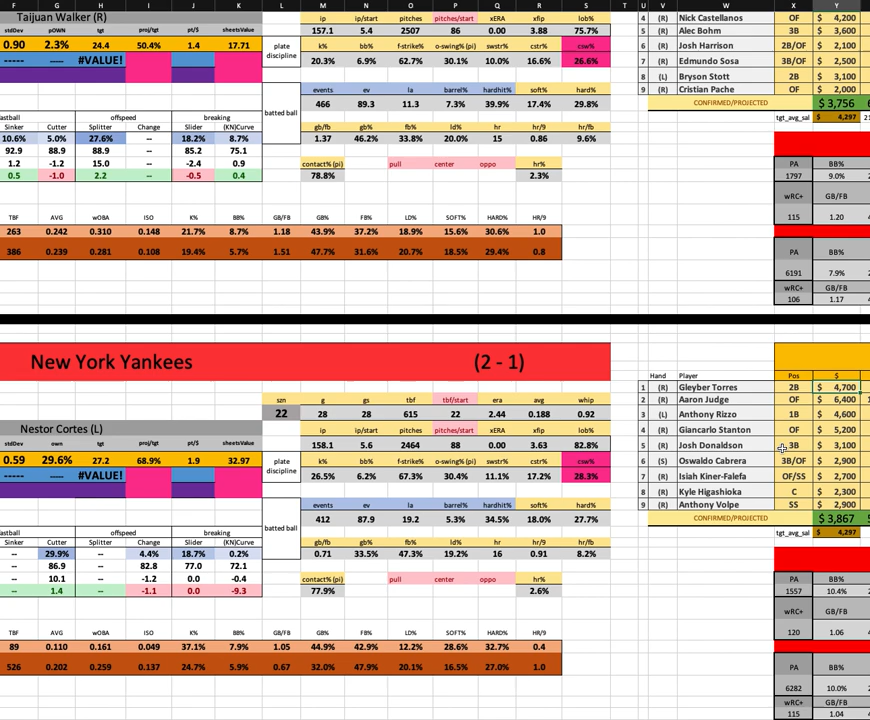 F G H I J K L M N O P Q R S T U V W X Y
Taijuan Walker (R) ip ip/start pitches pitches/start xERA xfip lob% 4 (R) Nick Castellanos OF $ 4,200
stdDev pOWN tgt proj/tgt pt/$ sheetsValue 157.1 5.4 2507 86 0.00 3.88 75.7% 5 (R) Alec Bohm 3B $ 3,600
0.90 2.3% 24.4 50.4% 1.4 17.71 plate discipline k% bb% f-strike% o-swing% (pi) swstr% cstr% csw% 6 (R) Josh Harrison 2B/OF $ 2,100
----- ----- #VALUE! 20.3% 6.9% 62.7% 30.1% 10.0% 16.6% 26.6% 7 (R) Edmundo Sosa 3B/OF $ 2,500
8 (L) Bryson Stott 2B $ 3,100
events ev la barrel% hardhit% soft% hard% 9 (R) Cristian Pache OF $ 2,000
466 89.3 11.3 7.3% 39.9% 17.4% 29.8% CONFIRMED/PROJECTED $ 3,756
astball offspeed breaking batted ball tgt_avg_sal $ 4,297
Sinker Cutter Splitter Change Slider (KN)Curve gb/fb gb% fb% ld% hr hr/9 hr/fb
10.6% 5.0% 27.6% -- 18.2% 8.7% 1.37 46.2% 33.8% 20.0% 15 0.86 9.6%
92.9 88.9 88.9 -- 85.2 75.1
1.2 -1.2 15.0 -- -2.4 0.9 contact% (pi) pull center oppo hr% PA BB%
0.5 -1.0 2.2 -- -0.5 0.4 78.8% 2.3% 1797 9.0%
wRC+ GB/FB
TBF AVG wOBA ISO K% BB% GB/FB GB% FB% LD% SOFT% HARD% HR/9 115 1.20
263 0.242 0.310 0.148 21.7% 8.7% 1.18 43.9% 37.2% 18.9% 15.6% 30.6% 1.0
386 0.239 0.281 0.108 19.4% 5.7% 1.51 47.7% 31.6% 20.7% 18.5% 29.4% 0.8 PA BB%
6191 7.9%
wRC+ GB/FB
106 1.17
New York Yankees (2 - 1)
Hand Player Pos $
1 (R) Gleyber Torres 2B $ 4,700
szn g gs tbf tbf/start era avg whip 2 (R) Aaron Judge OF $ 6,400
22 28 28 615 22 2.44 0.188 0.92 3 (L) Anthony Rizzo 1B $ 4,600
Nestor Cortes (L) ip ip/start pitches pitches/start xERA xfip lob% 4 (R) Giancarlo Stanton OF $ 5,200
stdDev own tgt proj/tgt pt/$ sheetsValue 158.1 5.6 2464 88 0.00 3.63 82.8% 5 (R) Josh Donaldson 3B $ 3,100
0.59 29.6% 27.2 68.9% 1.9 32.97 plate discipline k% bb% f-strike% o-swing% (pi) swstr% cstr% csw% 6 (S) Oswaldo Cabrera 3B/OF $ 2,900
----- ----- #VALUE! 26.5% 6.2% 67.3% 30.4% 11.1% 17.2% 28.3% 7 (R) Isiah Kiner-Falefa OF/SS $ 2,700
8 (R) Kyle Higashioka C $ 2,300
events ev la barrel% hardhit% soft% hard% 9 (R) Anthony Volpe SS $ 2,900
412 87.9 19.2 5.3% 34.5% 18.0% 27.7% CONFIRMED/PROJECTED $ 3,867
astball offspeed breaking batted ball tgt_avg_sal $ 4,297
-- Cutter Splitter Change Slider (KN)Curve gb/fb gb% fb% ld% hr hr/9 hr/fb
-- 29.9% -- 4.4% 18.7% 0.2% 0.71 33.5% 47.3% 19.2% 16 0.91 8.2%
-- 86.9 -- 82.8 77.0 72.1
-- 10.1 -- -1.2 0.0 -0.4 contact% (pi) pull center oppo hr% PA BB%
-- 1.4 -- -1.1 0.0 -9.3 77.9% 2.6% 1557 10.4%
wRC+ GB/FB
TBF AVG wOBA ISO K% BB% GB/FB GB% FB% LD% SOFT% HARD% HR/9 120 1.06
89 0.110 0.161 0.049 37.1% 7.9% 1.05 44.9% 42.9% 12.2% 28.6% 32.7% 0.4
526 0.202 0.259 0.137 24.7% 5.9% 0.67 32.0% 47.9% 20.1% 16.5% 27.0% 1.0 PA BB%
6282 10.0%
wRC+ GB/FB
115 1.04